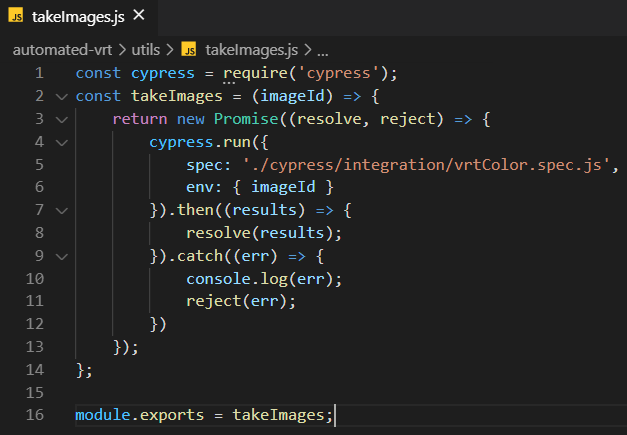 JS takeImages.js ×
automated-vrt > utils > JS takeImages.js > ...
1 const cypress = require('cypress');
2 const takeImages = (imageId) => {
3     return new Promise((resolve, reject) => {
4         cypress.run({
5             spec: './cypress/integration/vrtColor.spec.js',
6             env: { imageId }
7         }).then((results) => {
8             resolve(results);
9         }).catch((err) => {
10             console.log(err);
11             reject(err);
12         })
13     });
14 };
15
16 module.exports = takeImages;